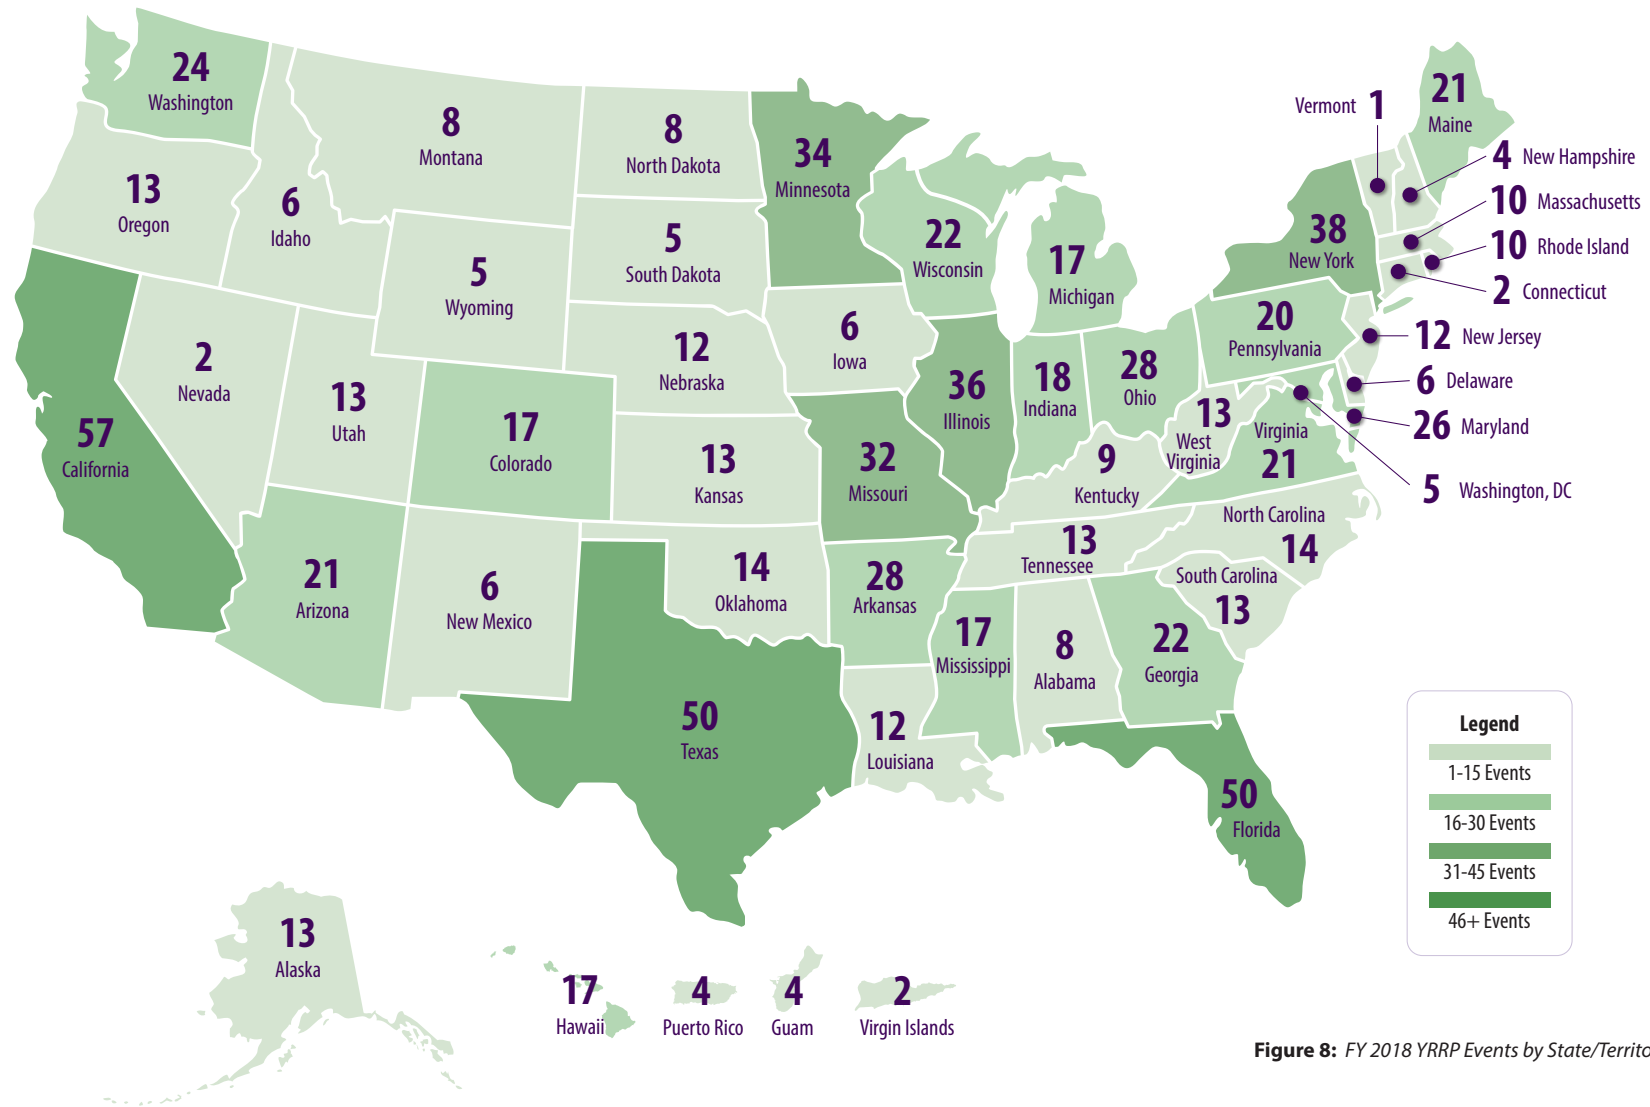 24
Washington
13
Oregon
6
Idaho
8
Montana
8
North Dakota
34
Minnesota
5
South Dakota
5
Wyoming
22
Wisconsin
17
Michigan
38
New York
Vermont 1
21
Maine
4 New Hampshire
10 Massachusetts
10 Rhode Island
2 Connecticut
12 New Jersey
6 Delaware
26 Maryland
5 Washington, DC
20
Pennsylvania
57
California
2
Nevada
13
Utah
17
Colorado
12
Nebraska
6
Iowa
36
Illinois
18
Indiana
28
Ohio
13
West
Virginia
Virginia
21
13
Kansas
32
Missouri
9
Kentucky
North Carolina
14
13
Tennessee
South Carolina
13
21
Arizona
6
New Mexico
14
Oklahoma
28
Arkansas
17
Mississippi
8
Alabama
22
Georgia
50
Texas
12
Louisiana
50
Florida
13
Alaska
17
Hawaii
4
Puerto Rico
4
Guam
2
Virgin Islands
Legend
1-15 Events
16-30 Events
31-45 Events
46+ Events
Figure 8: FY 2018 YRRP Events by State/Territo